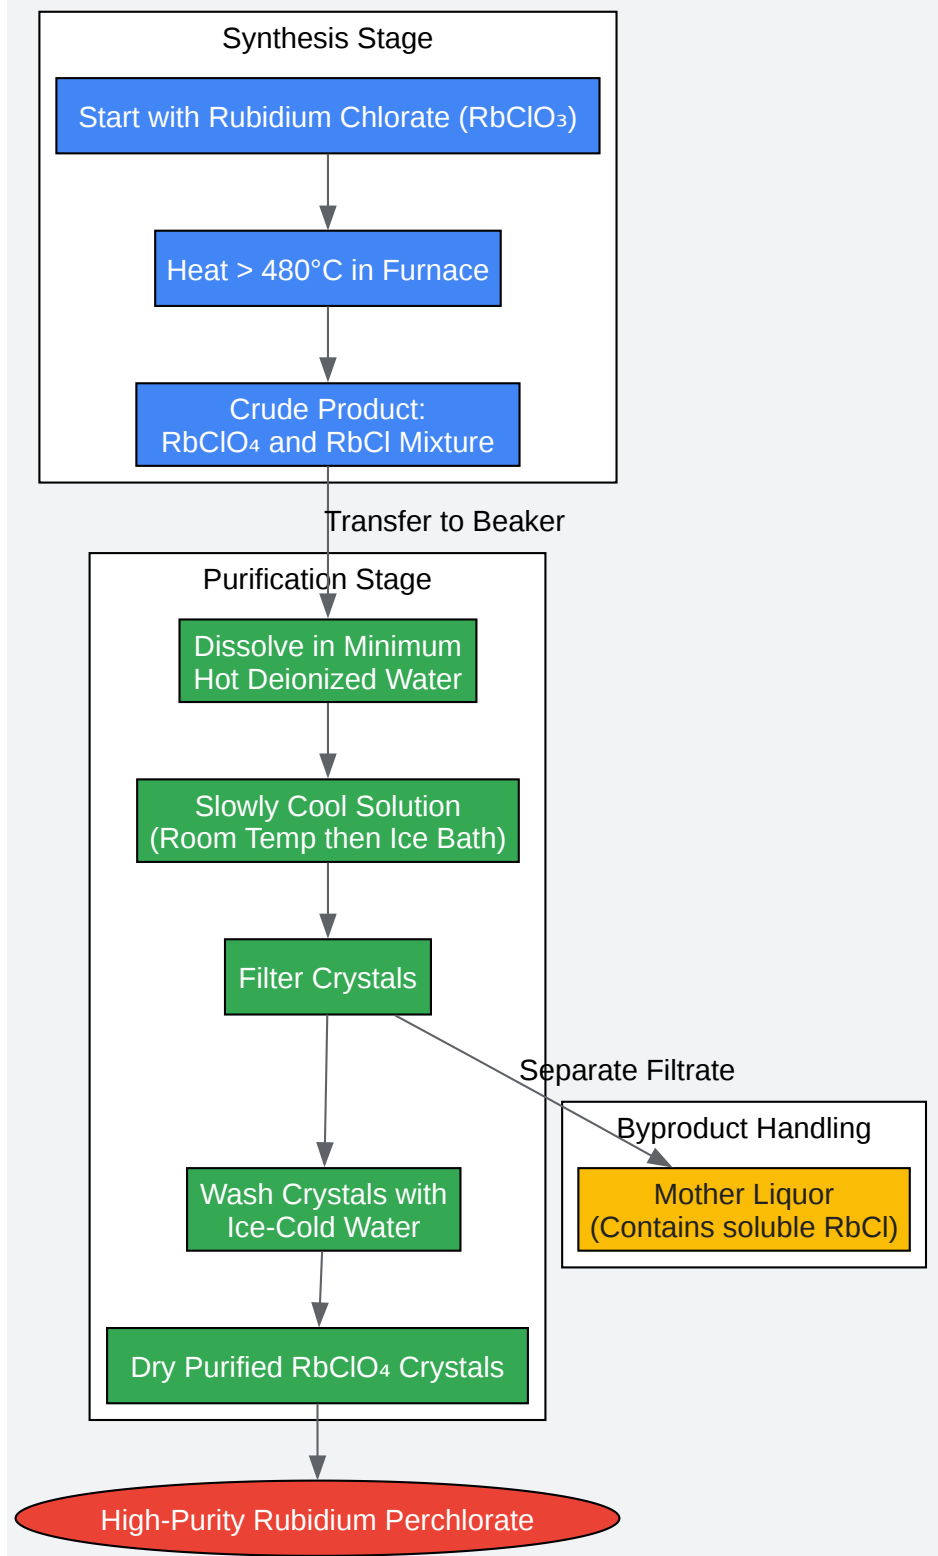 Synthesis Stage
Start with Rubidium Chlorate (RbClO₃)
Heat > 480°C in Furnace
Crude Product:
RbClO₄ and RbCl Mixture
Transfer to Beaker
Purification Stage
Dissolve in Minimum
Hot Deionized Water
Slowly Cool Solution
(Room Temp then Ice Bath)
Filter Crystals
Separate Filtrate
Byproduct Handling
Mother Liquor
(Contains soluble RbCl)
Wash Crystals with
Ice-Cold Water
Dry Purified RbClO₄ Crystals
High-Purity Rubidium Perchlorate